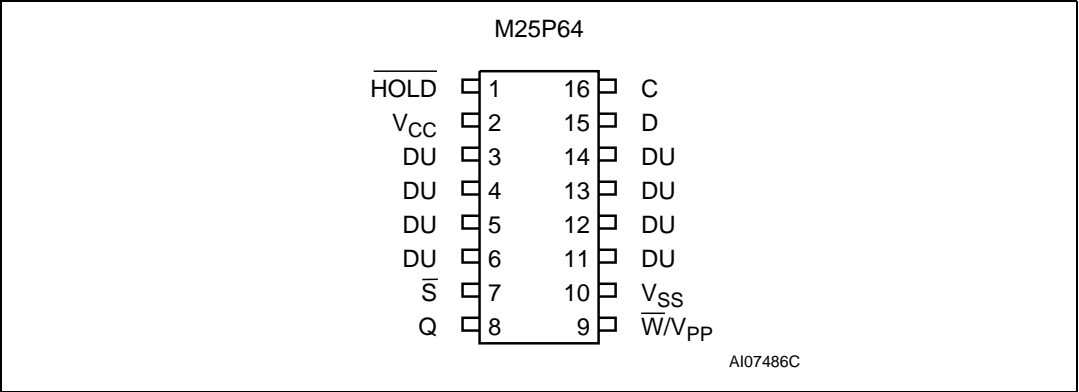 M25P64
HOLD 1 16 C
VCC 2 15 D
DU 3 14 DU
DU 4 13 DU
DU 5 12 DU
DU 6 11 DU
S 7 10 VSS
Q 8 9 W/VPP
AI07486C